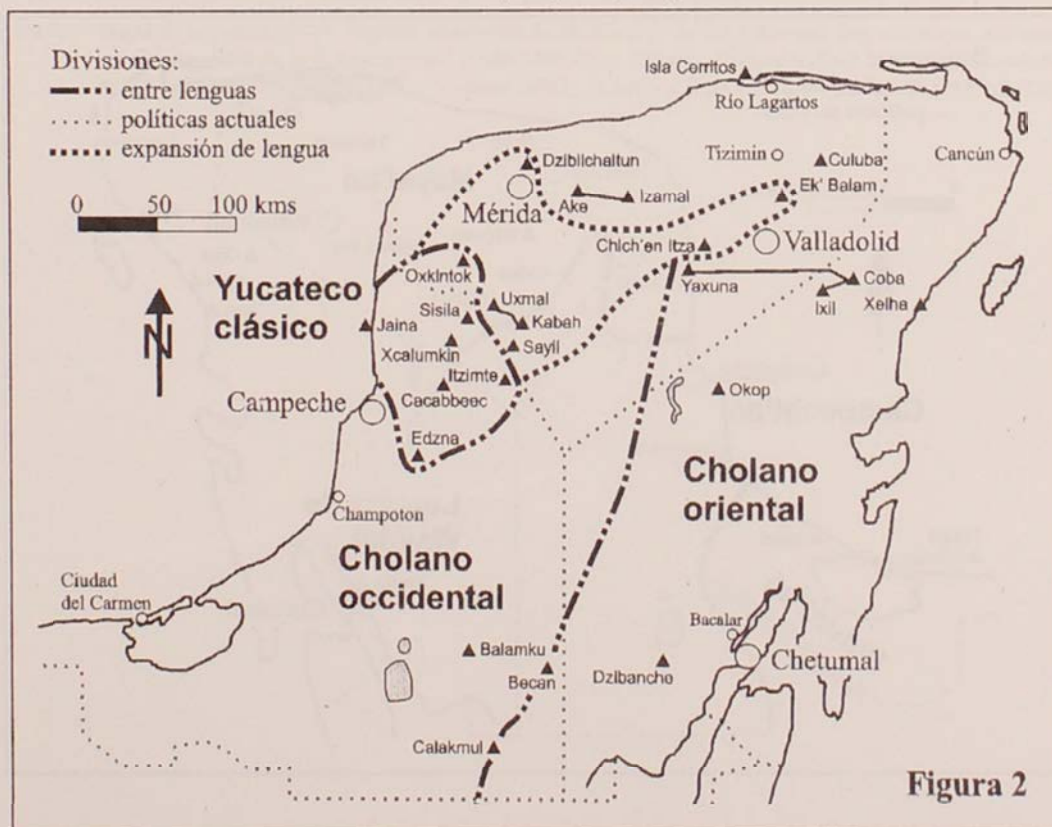 Divisiones:
entre lenguas
políticas actuales
expansión de lengua
0 50 100 kms
N
Isla Cerritos
Río Lagartos
Dzibilchaltun
Tizimin
Culuba
Cancún
Mérida
Ake
Izamal
Ek' Balam
Chich'en Itza
Valladolid
Oxkintok
Yaxuna
Coba
Ixil
Xelha
Yucateco
clásico
Sisila
Uxmal
Jaina
Kabah
Xcalumkin
Sayil
Itzimte
Cacabbeec
Okop
Campeche
Edzna
Cholano
oriental
Champoton
Cholano
occidental
Ciudad
del Carmen
Bacalar
Balamku
Becan
Dzibanche
Chetumal
Calakmul
Figura 2